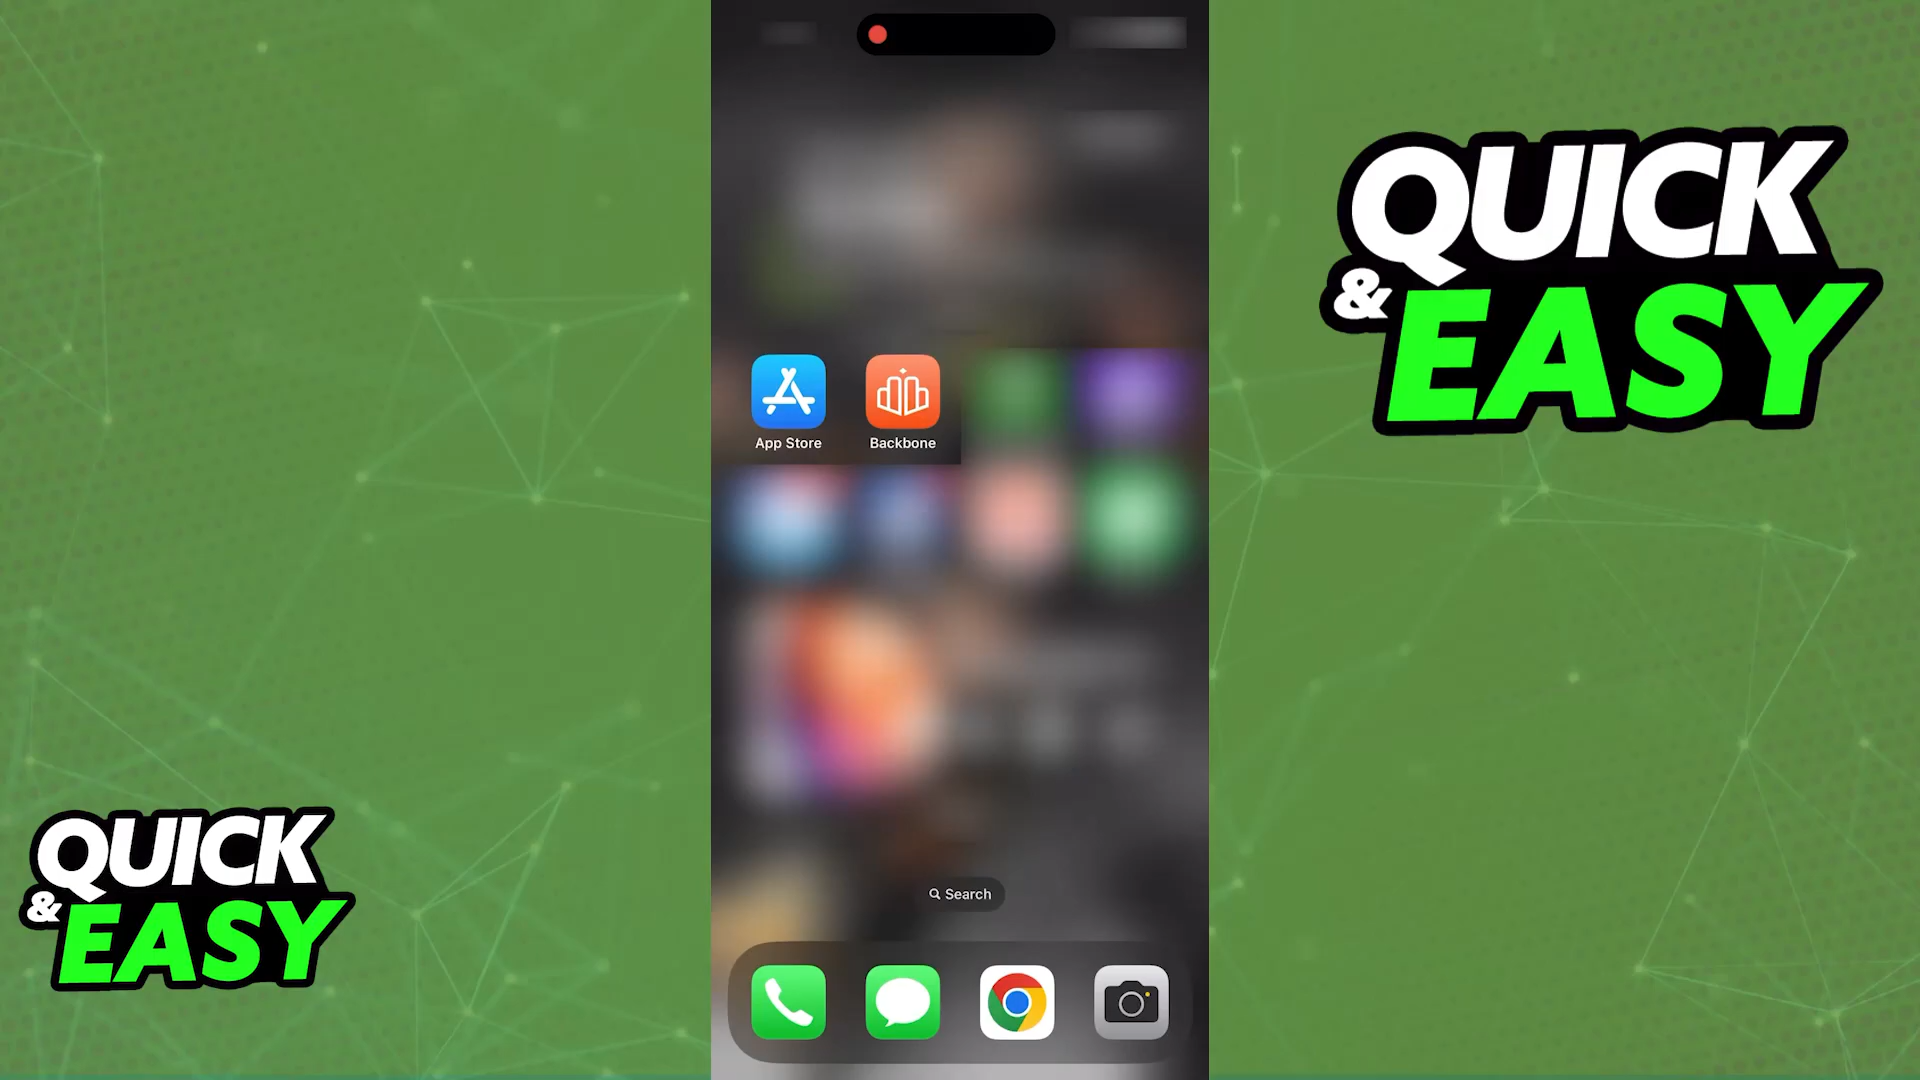 QUICK
& EASY
App Store
Backbone
Search
QUICK
& EASY